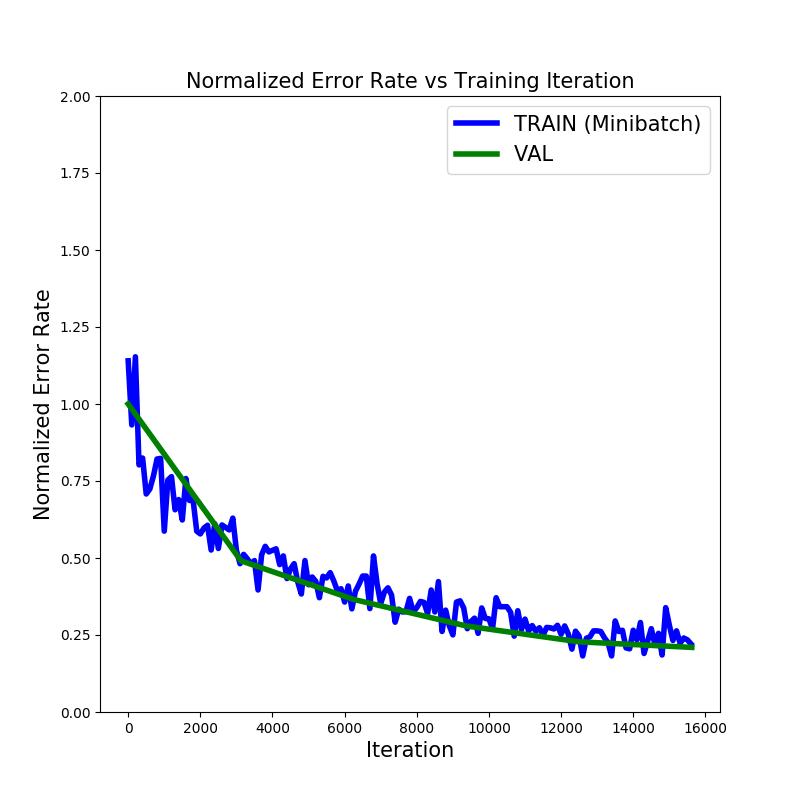 Normalized Error Rate vs Training Iteration
2.00
TRAIN (Minibatch)
VAL
1.75
1.50
1.25
1.00
0.75
0.50
0.25
0.00
Normalized Error Rate
0 2000 4000 6000 8000 10000 12000 14000 16000
Iteration